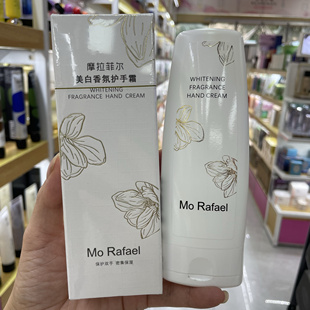 摩拉菲尔
美白香氛护手霜
WHITENING
FRAGRANCE HAND CREAM
Mo Rafael
WHITENING
FRAGRANCE
HAND CREAM
Mo Rafael